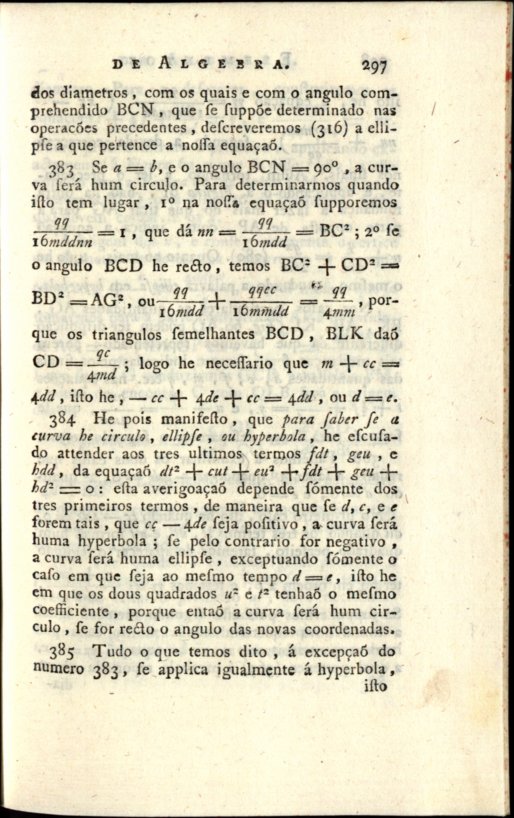 DE ALGEBRA. 297
dos diametros, com os quais e com o angulo com-
prehendido BCN, que ſe ſuppõe determinado nas
operacões precedentes, deſcreveremos (316) a elli-
pſe a que pertence a noſſa equaçaõ.
383 Se a = b, e o angulo BCN = 90°, a cur-
va ſerá hum circulo. Para determinarmos quando
iſto tem lugar, 1° na noſſa equaçaõ ſupporemos
qq/16mddnn = 1, que dá nn = qq/16mdd = BC²; 2° ſe
o angulo BCD he recto, temos BC² + CD² =
BD² = AG², ou qq/16mdd + qqcc/16mmdd = qq/4mm, por-
que os triangulos ſemelhantes BCD, BLK daõ
CD = qc/4md; logo he neceſſario que m + cc =
4dd, iſto he, — cc + 4de + cc = 4dd, ou d = e.
384 He pois manifeſto, que para ſaber ſe a
curva he circulo, ellipſe, ou hyperbola, he eſcuſa-
do attender aos tres ultimos termos fdt, geu, e
hdd, da equaçaõ dt² + cut + eu² + fdt + geu +
hd² = 0: eſta averigoaçaõ depende ſómente dos
tres primeiros termos, de maneira que ſe d, c, e e
forem tais, que cc — 4de ſeja poſitivo, a curva ſerá
huma hyperbola; ſe pelo contrario for negativo,
a curva ſerá huma ellipſe, exceptuando ſómente o
caſo em que ſeja ao meſmo tempo d = e, iſto he
em que os dous quadrados u² e t² tenhaõ o meſmo
coefficiente, porque entaõ a curva ſerá hum cir-
culo, ſe for recto o angulo das novas coordenadas.
385 Tudo o que temos dito, á excepçaõ do
numero 383, ſe applica igualmente á hyperbola,
iſto